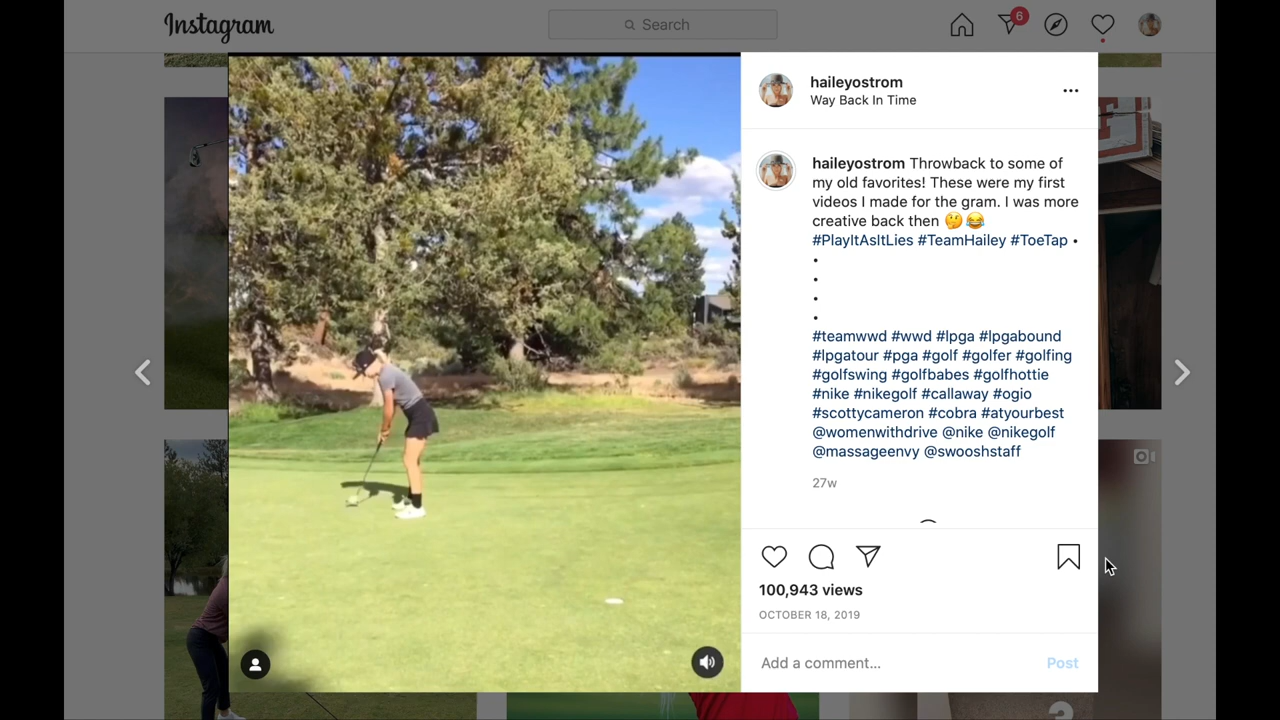 Instagram
Search
6
haileyostrom
Way Back In Time
haileyostrom Throwback to some of
my old favorites! These were my first
videos I made for the gram. I was more
creative back then 🤔😂
#PlayItAsItLies #TeamHailey #ToeTap •
•
•
•
•
#teamwwd #wwd #lpga #lpgabound
#lpgatour #pga #golf #golfer #golfing
#golfswing #golfbabes #golfhottie
#nike #nikegolf #callaway #ogio
#scottycameron #cobra #atyourbest
@womenwithdrive @nike @nikegolf
@massageenvy @swooshstaff
27w
100,943 views
OCTOBER 18, 2019
Add a comment...
Post